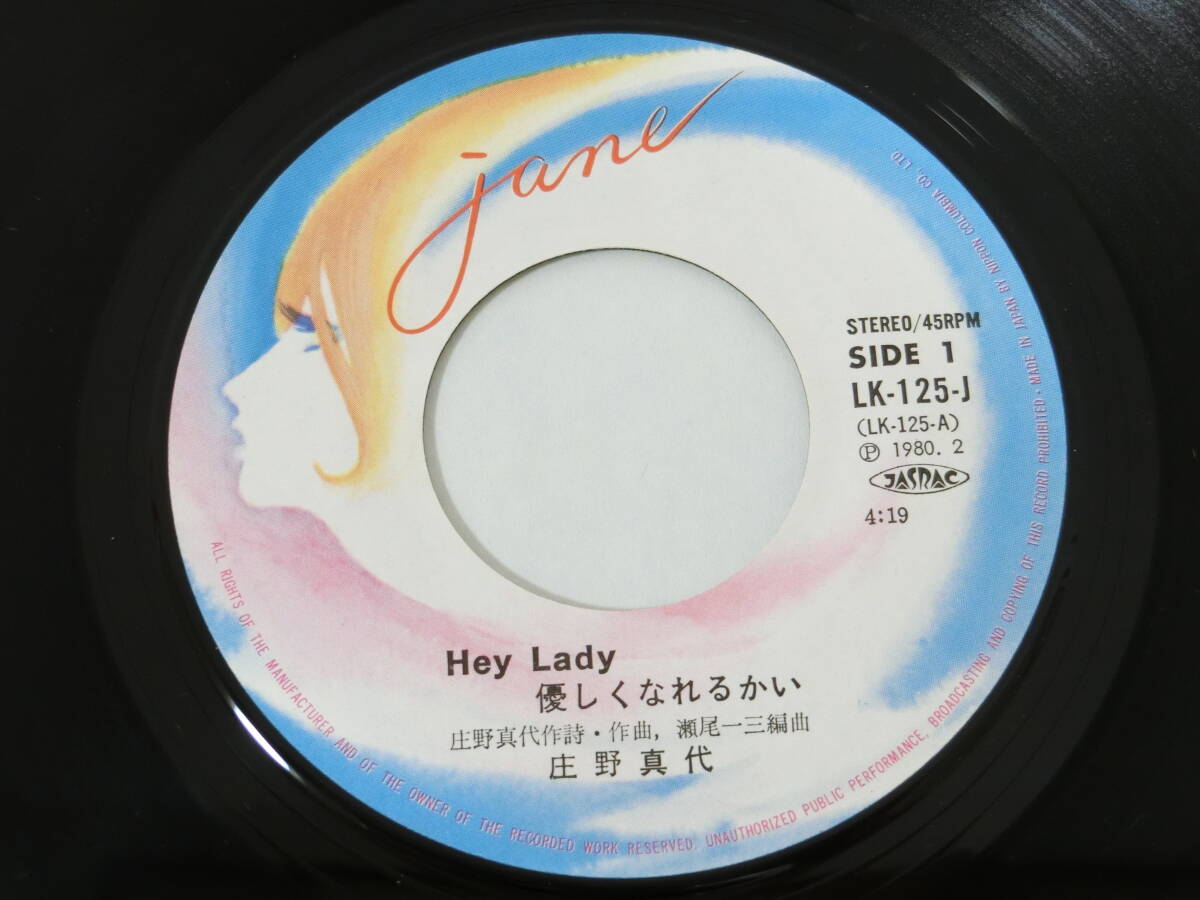 jane
STEREO/45RPM
SIDE 1
LK-125-J
(LK-125-A)
Ⓟ 1980. 2
JASRAC
4:19
Hey Lady
優しくなれるかい
庄野真代作詩・作曲, 瀬尾一三編曲
庄野真代
ALL RIGHTS OF THE MANUFACTURER AND OF THE OWNER OF THE RECORDED WORK RESERVED. UNAUTHORIZED PUBLIC PERFORMANCE, BROADCASTING AND COPYING OF THIS RECORD PROHIBITED・MADE IN JAPAN BY NIPPON COLUMBIA CO., LTD